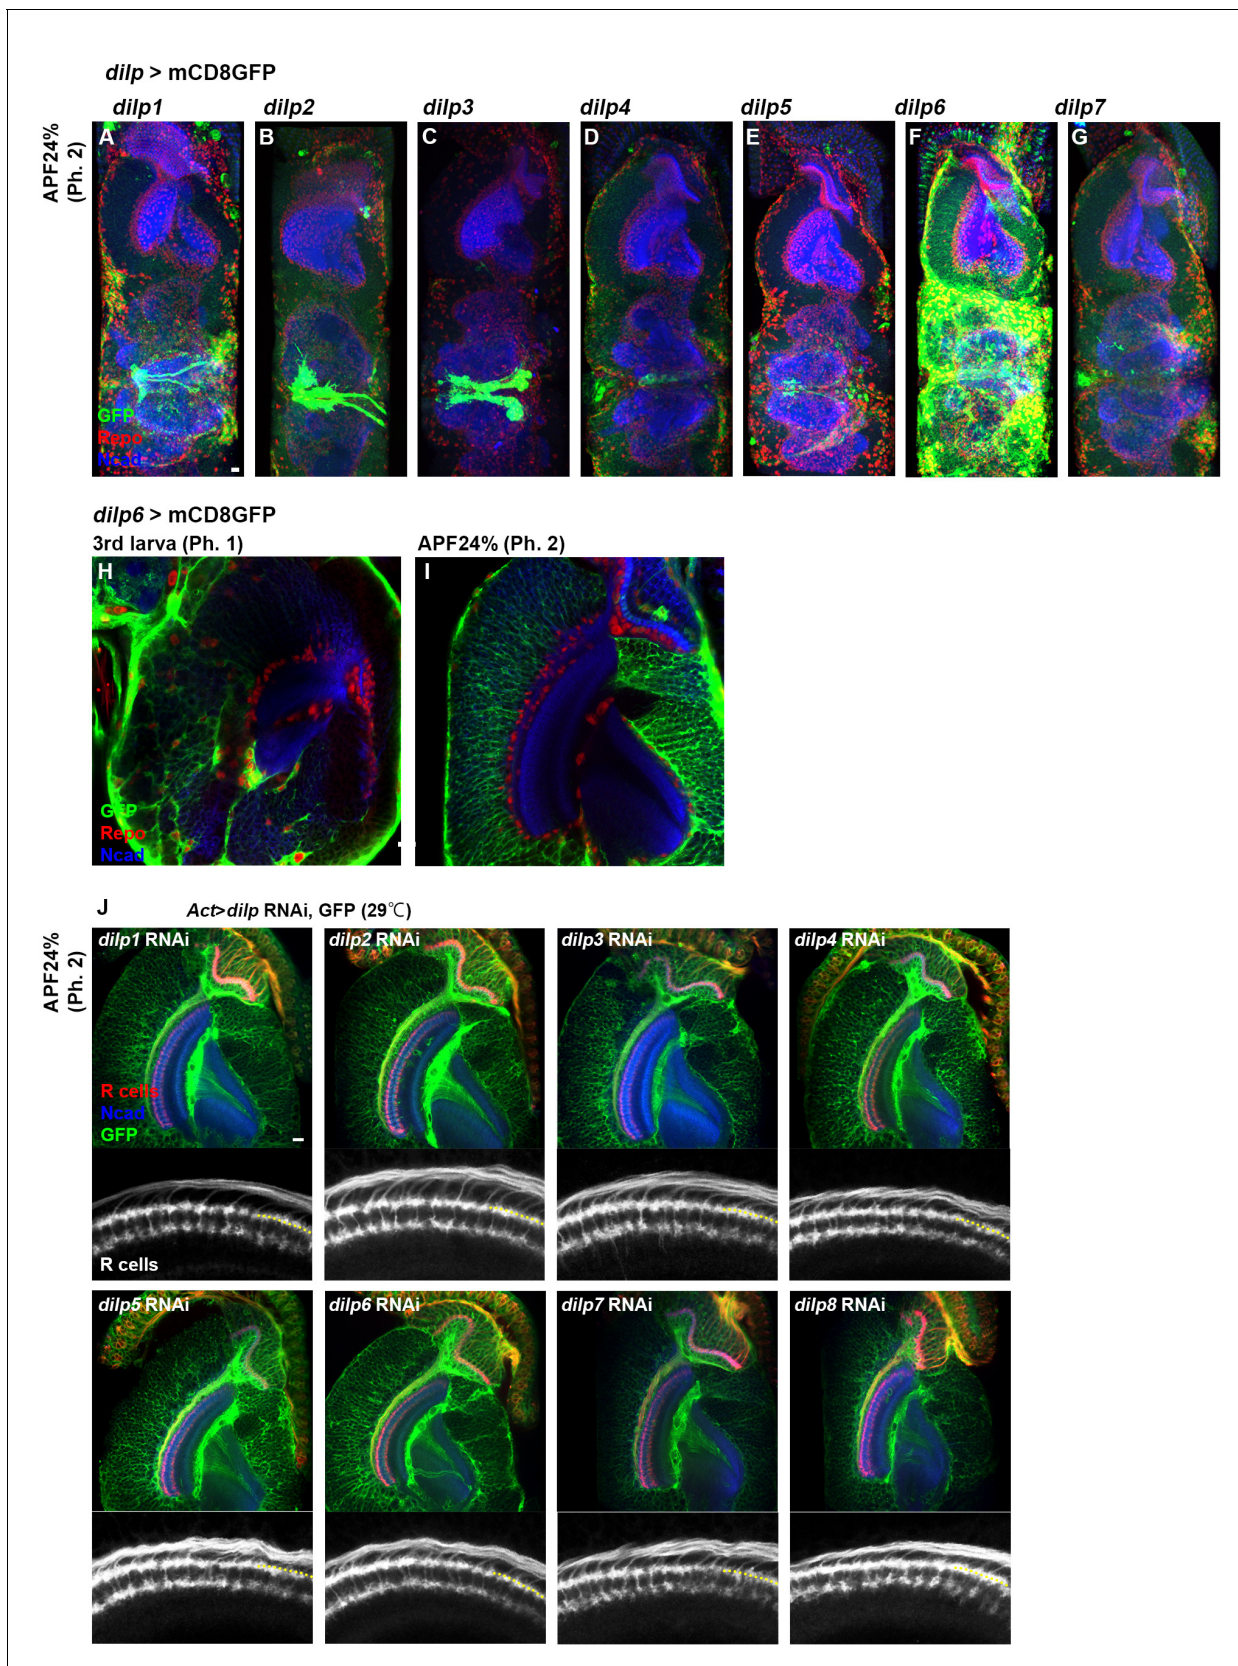 dilp > mCD8GFP
dilp1 dilp2 dilp3 dilp4 dilp5 dilp6 dilp7
APF24%
(Ph. 2)
A B C D E F G
GFP
Repo
Ncad
dilp6 > mCD8GFP
3rd larva (Ph. 1) APF24% (Ph. 2)
H I
GFP
Repo
Ncad
J Act>dilp RNAi, GFP (29℃)
APF24%
(Ph. 2)
dilp1 RNAi dilp2 RNAi dilp3 RNAi dilp4 RNAi
R cells
Ncad
GFP
R cells
dilp5 RNAi dilp6 RNAi dilp7 RNAi dilp8 RNAi